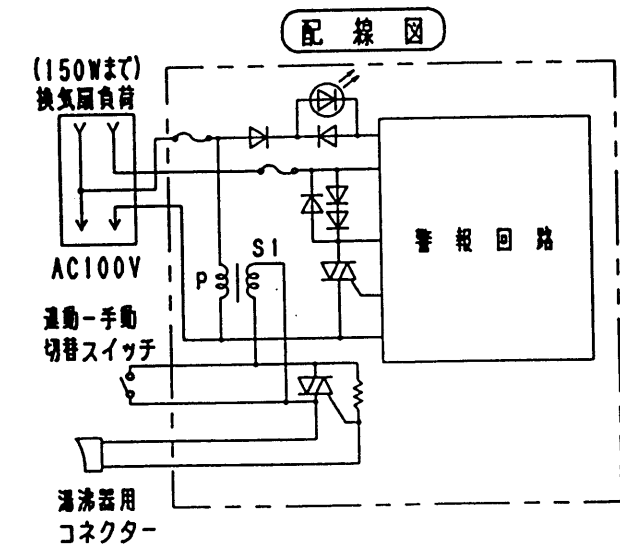 配線図
(150Wまで)
換気扇負荷
AC100V
P
S1
警報回路
連動－手動
切替スイッチ
湯沸器用
コネクター